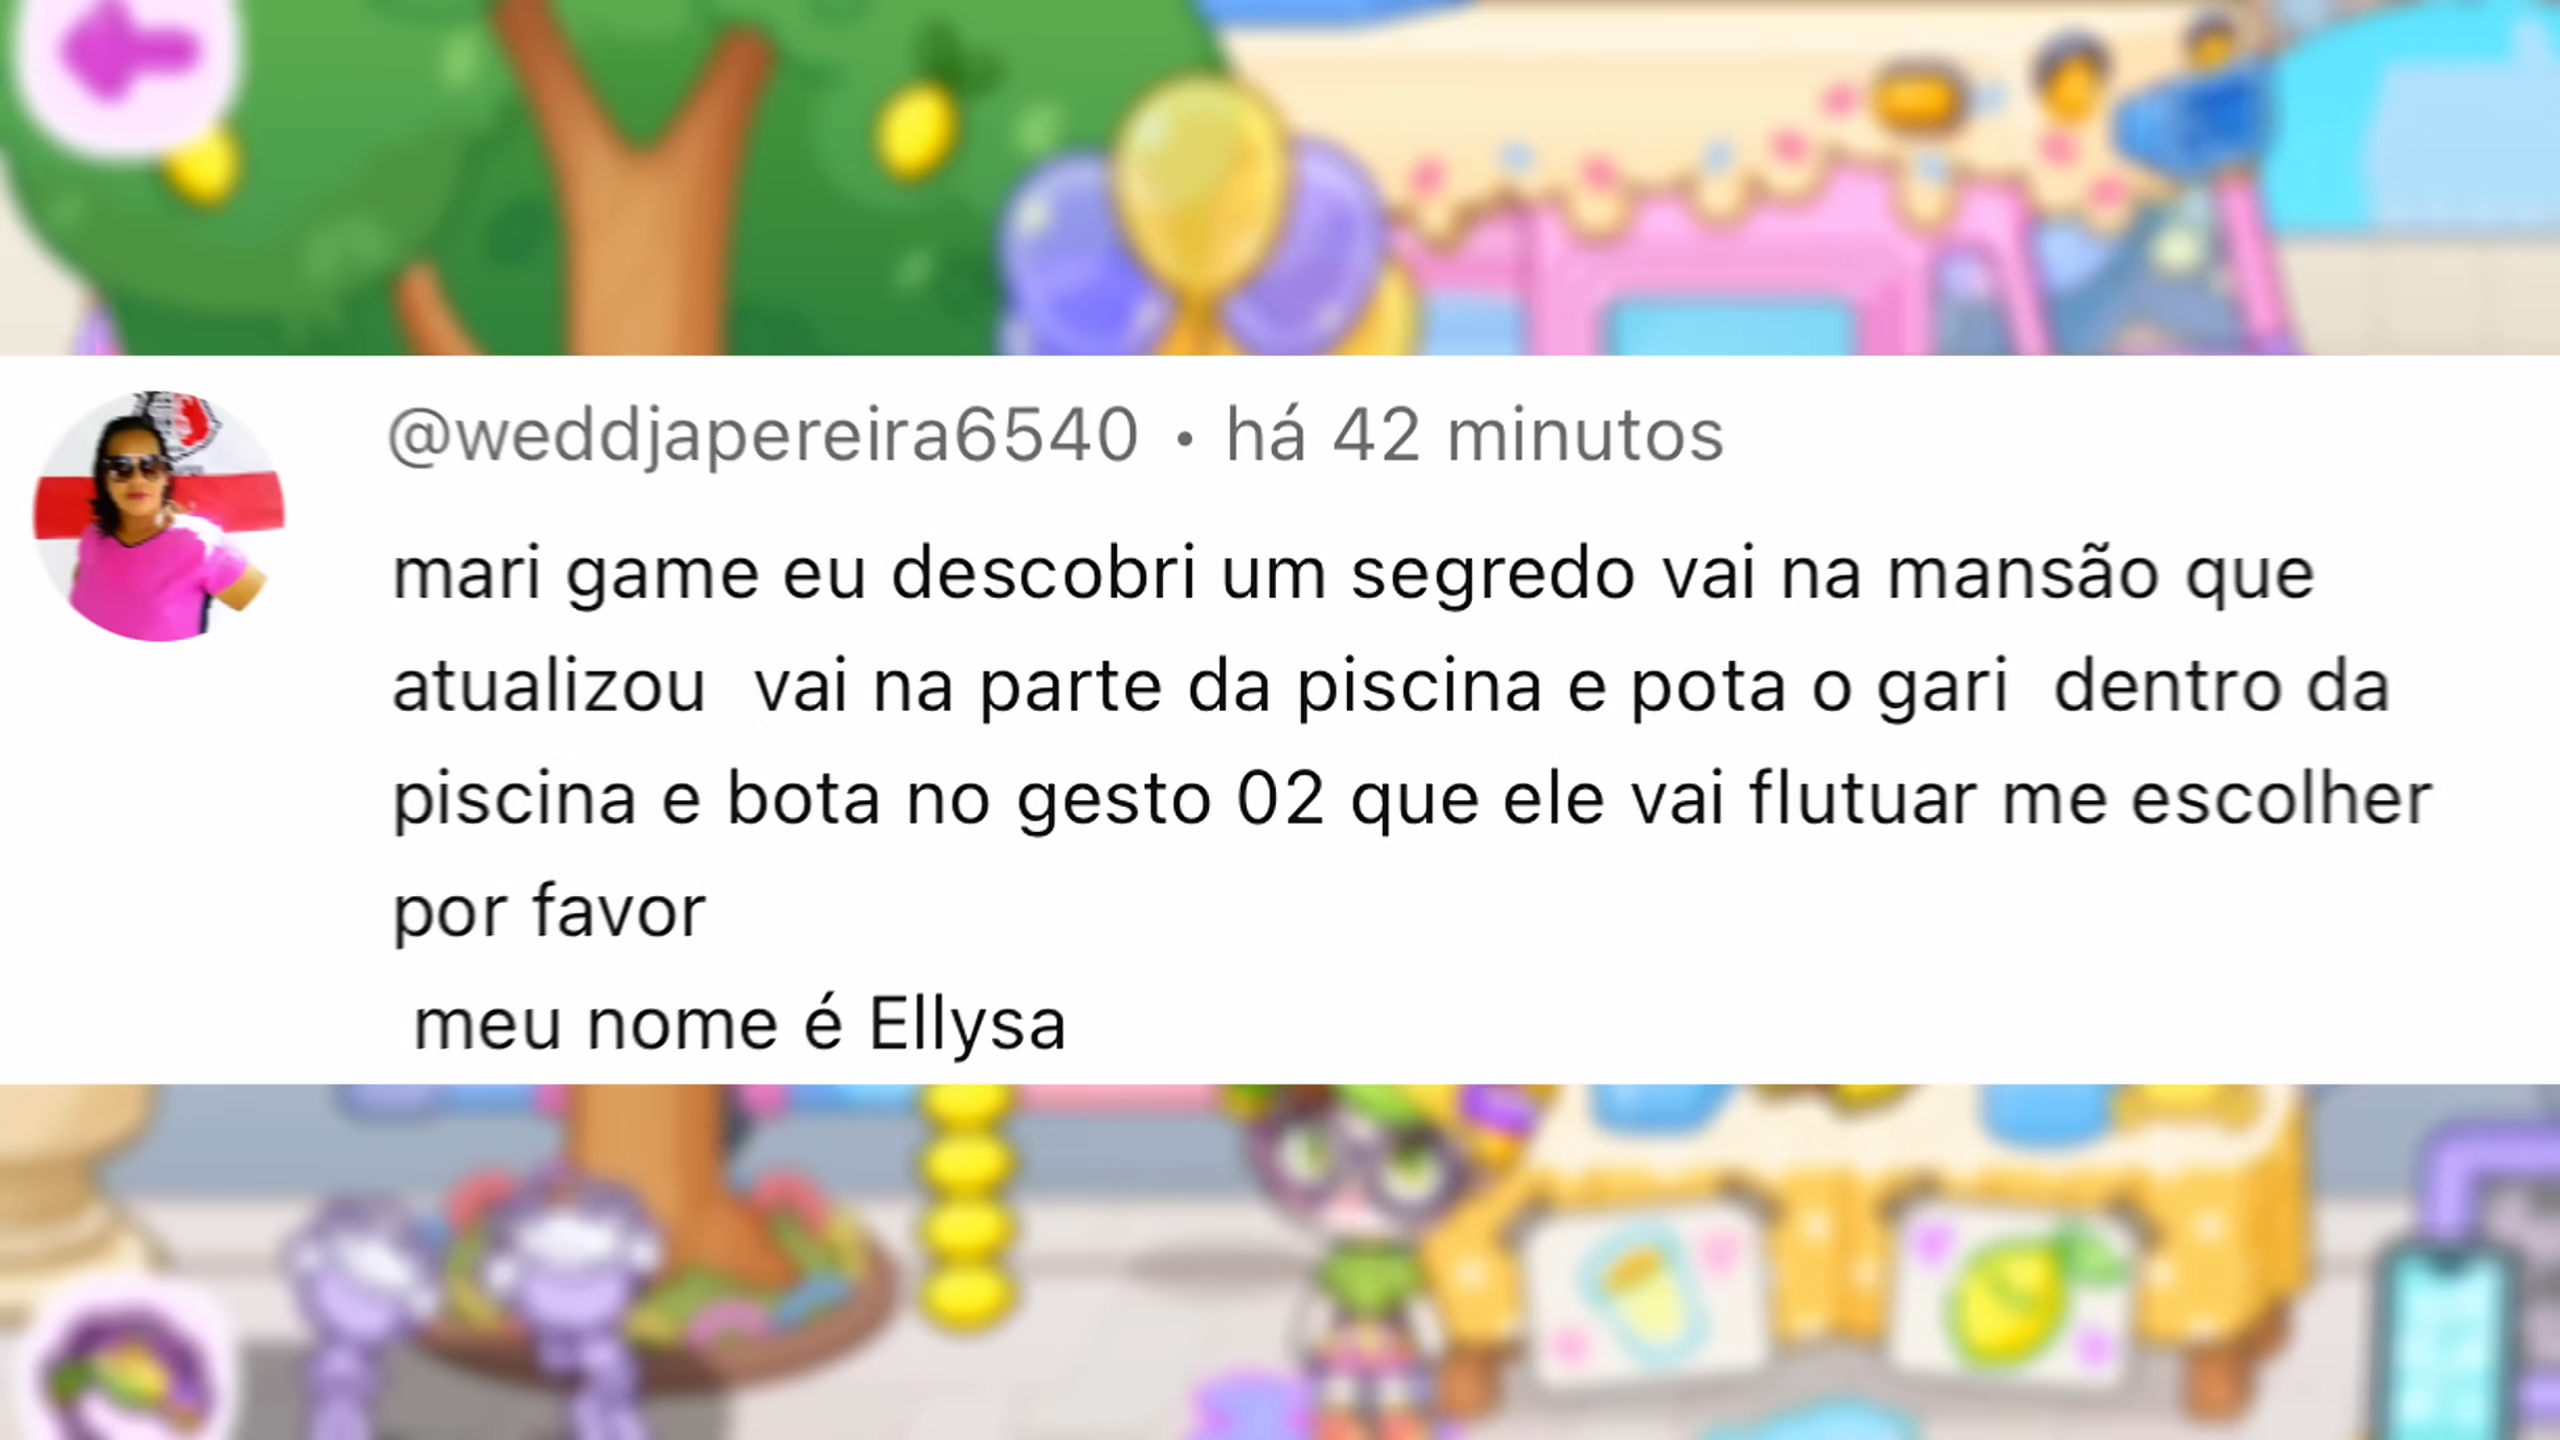 @weddjapereira6540 • há 42 minutos
mari game eu descobri um segredo vai na mansão que
atualizou vai na parte da piscina e pota o gari dentro da
piscina e bota no gesto 02 que ele vai flutuar me escolher
por favor
meu nome é Ellysa